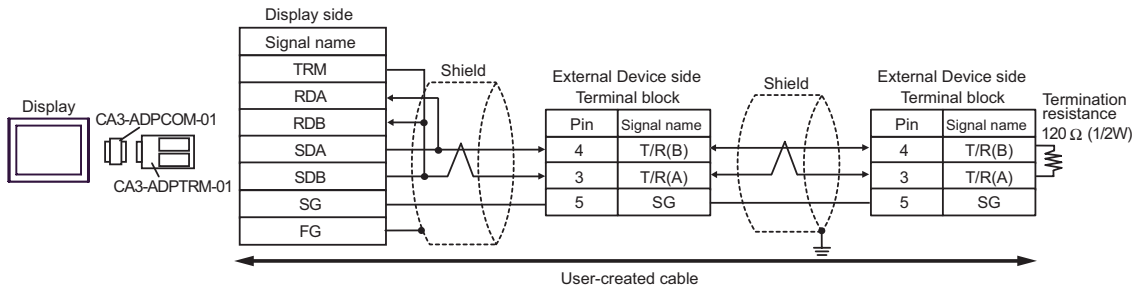 Display side
Signal name
TRM
RDA
RDB
SDA
SDB
SG
FG
Display
CA3-ADPCOM-01
CA3-ADPTRM-01
Shield
External Device side
Terminal block
Pin Signal name
4 T/R(B)
3 T/R(A)
5 SG
Shield
External Device side
Terminal block
Pin Signal name
4 T/R(B)
3 T/R(A)
5 SG
Termination
resistance
120 Ω (1/2W)
User-created cable